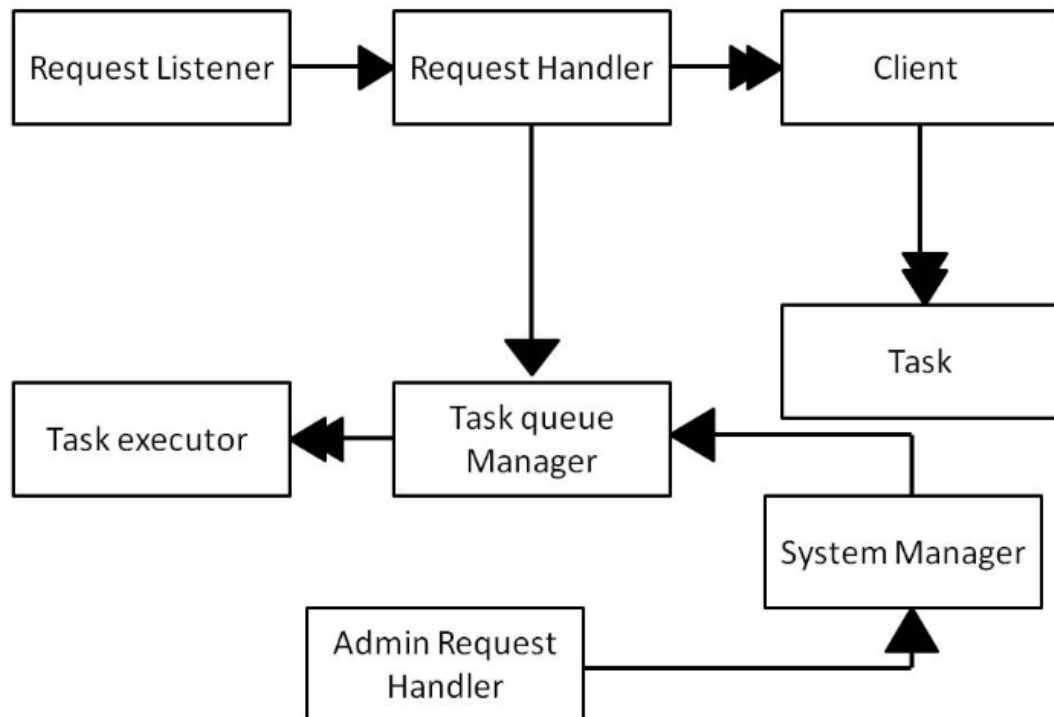 Request Listener
Request Handler
Client
Task
Task executor
Task queue
Manager
System Manager
Admin Request
Handler